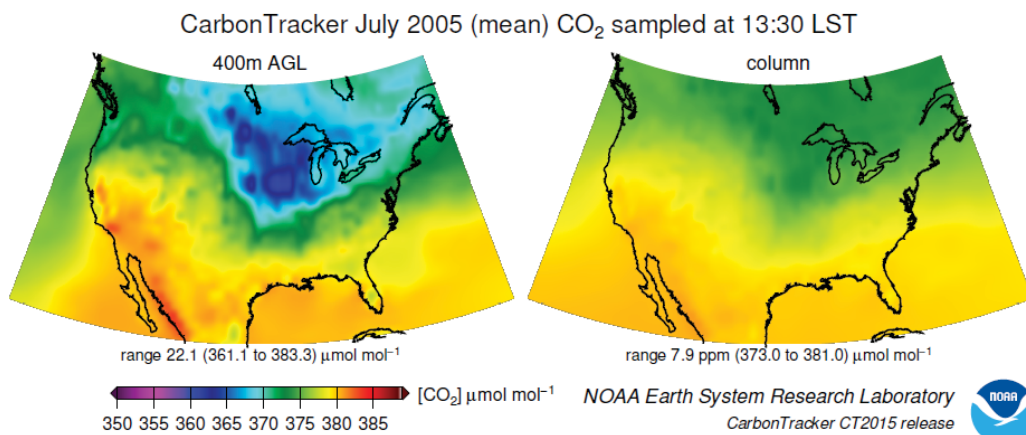 CarbonTracker July 2005 (mean) CO₂ sampled at 13:30 LST
400m AGL
column
range 22.1 (361.1 to 383.3) μmol mol⁻¹
range 7.9 ppm (373.0 to 381.0) μmol mol⁻¹
[CO₂] μmol mol⁻¹
350 355 360 365 370 375 380 385
NOAA Earth System Research Laboratory
CarbonTracker CT2015 release
NOAA